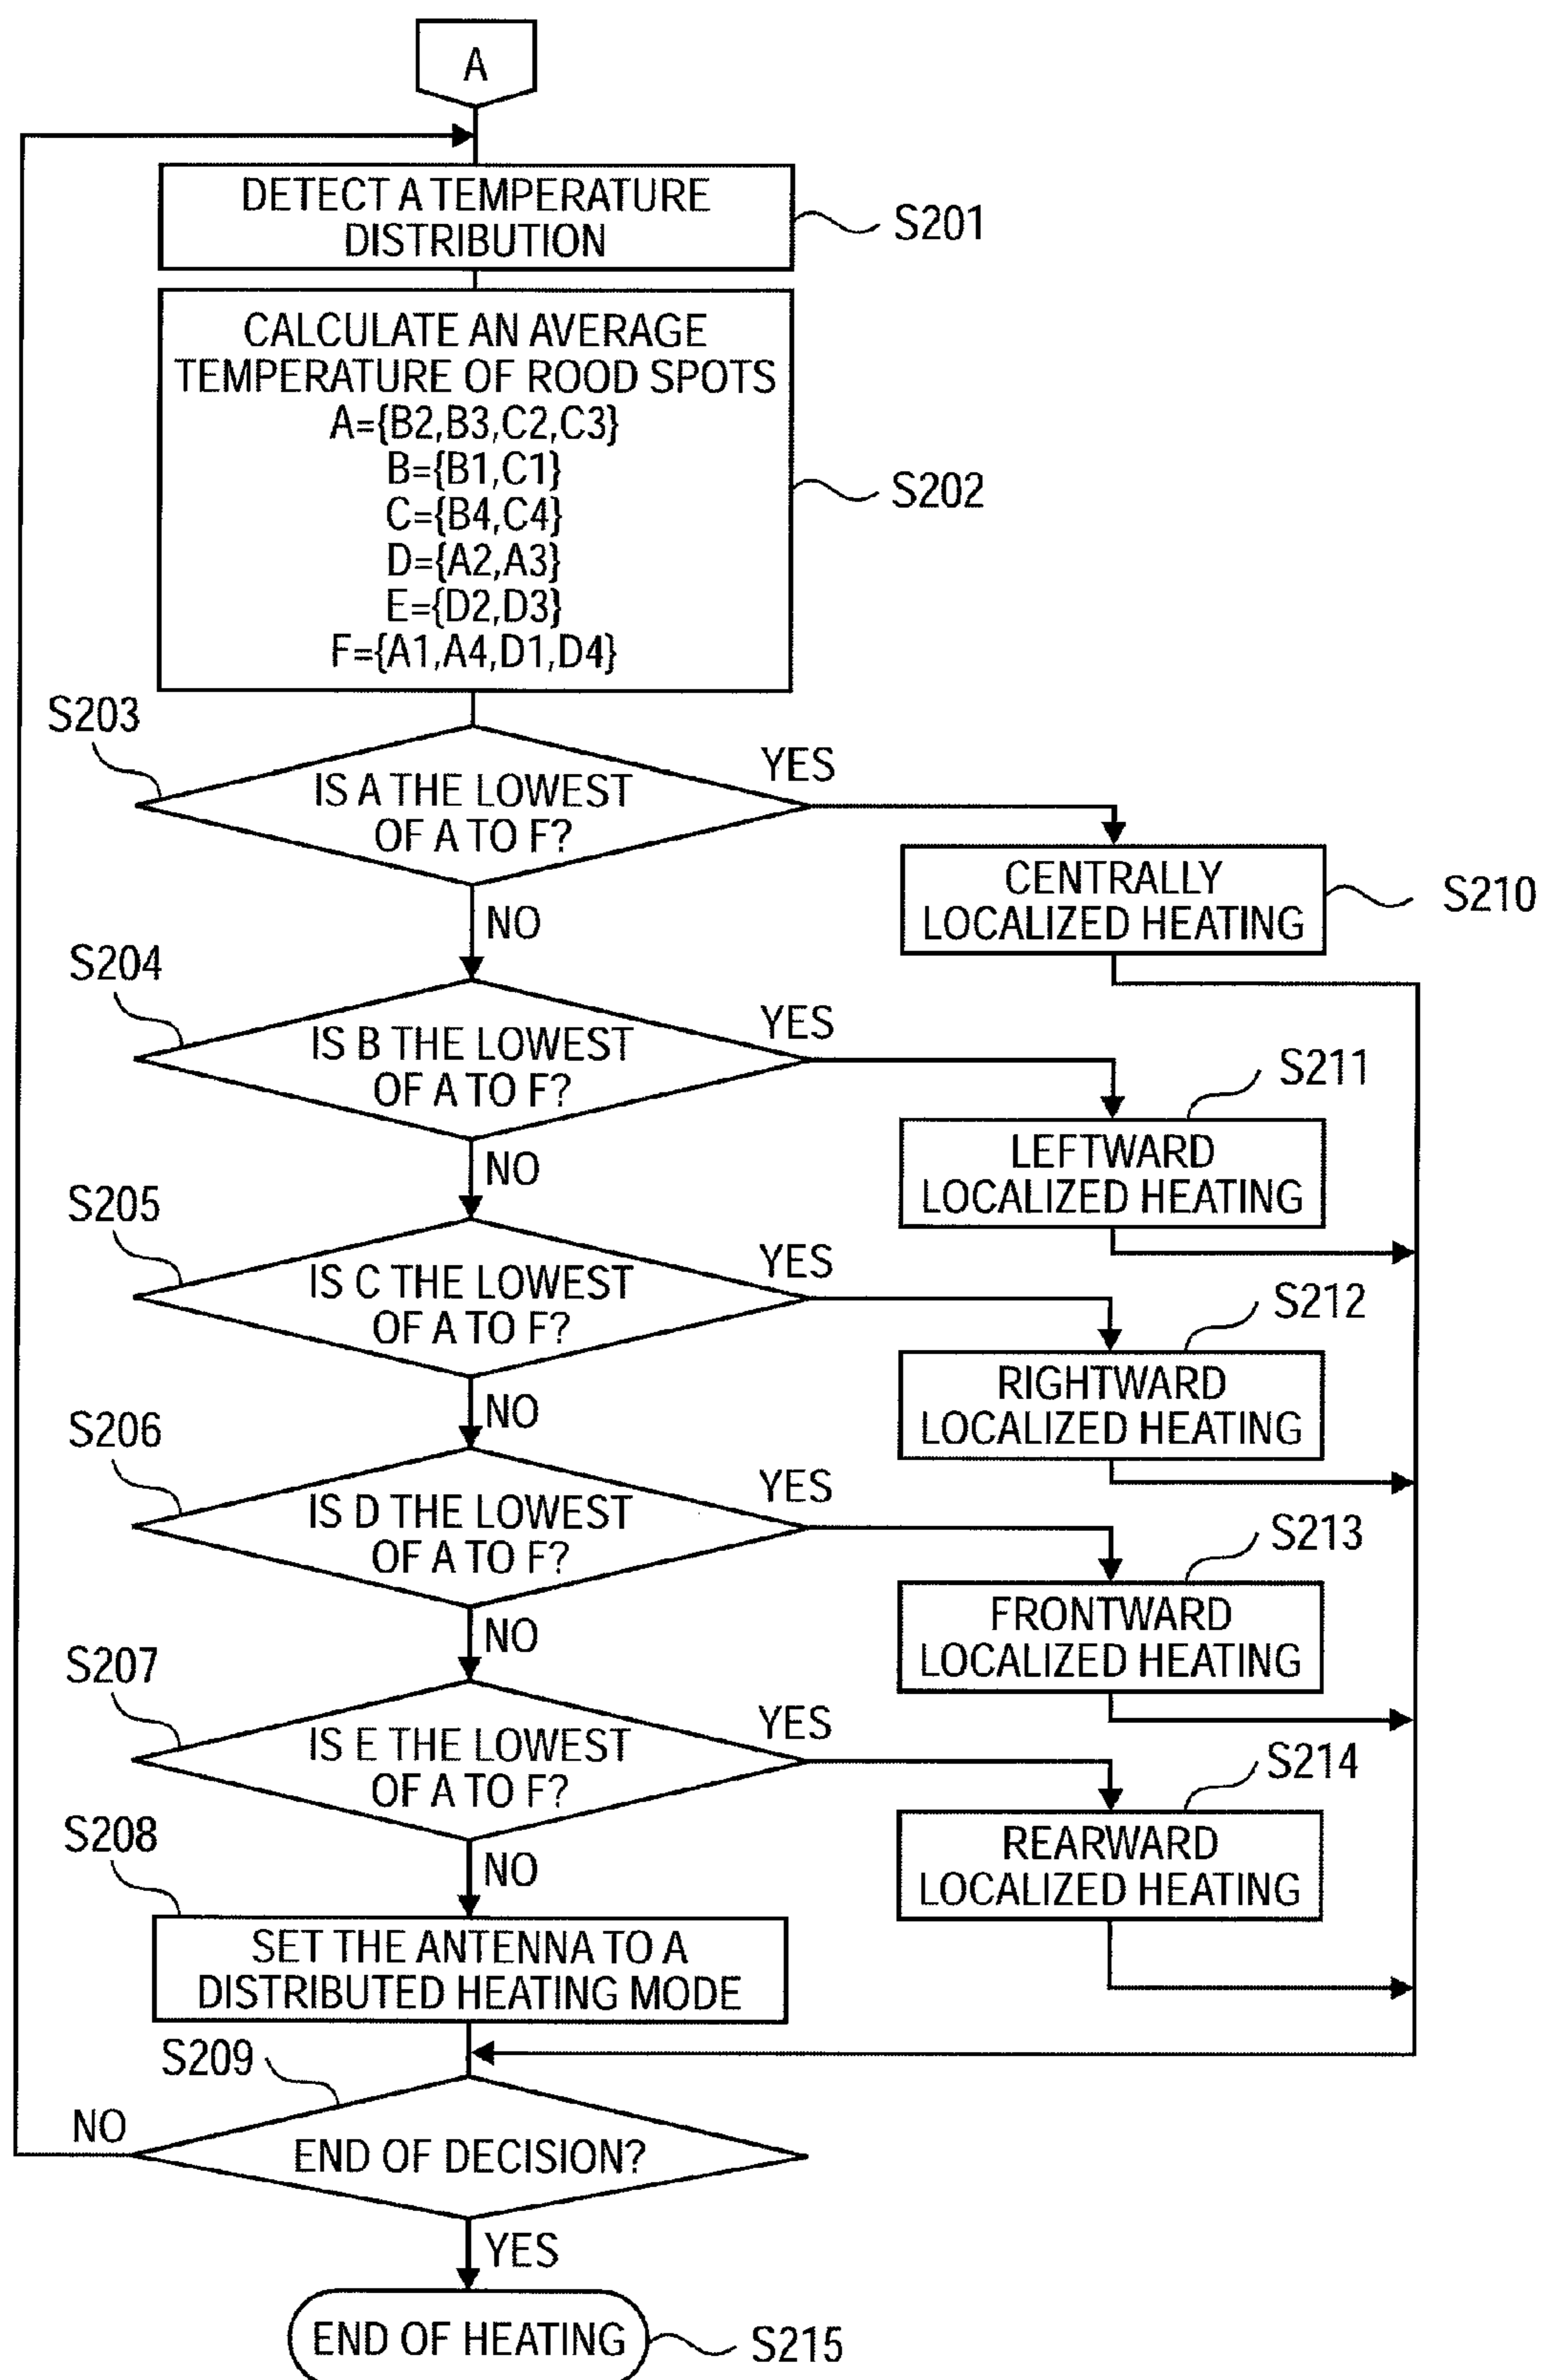 A
DETECT A TEMPERATURE
DISTRIBUTION
S201
CALCULATE AN AVERAGE
TEMPERATURE OF ROOD SPOTS
A={B2,B3,C2,C3}
B={B1,C1}
C={B4,C4}
D={A2,A3}
E={D2,D3}
F={A1,A4,D1,D4}
S202
S203
IS A THE LOWEST
OF A TO F?
YES
NO
CENTRALLY
LOCALIZED HEATING
S210
S204
IS B THE LOWEST
OF A TO F?
YES
NO
S211
LEFTWARD
LOCALIZED HEATING
S205
IS C THE LOWEST
OF A TO F?
YES
NO
S212
RIGHTWARD
LOCALIZED HEATING
S206
IS D THE LOWEST
OF A TO F?
YES
NO
S213
FRONTWARD
LOCALIZED HEATING
S207
IS E THE LOWEST
OF A TO F?
YES
NO
S214
REARWARD
LOCALIZED HEATING
S208
SET THE ANTENNA TO A
DISTRIBUTED HEATING MODE
S209
NO
END OF DECISION?
YES
END OF HEATING
S215